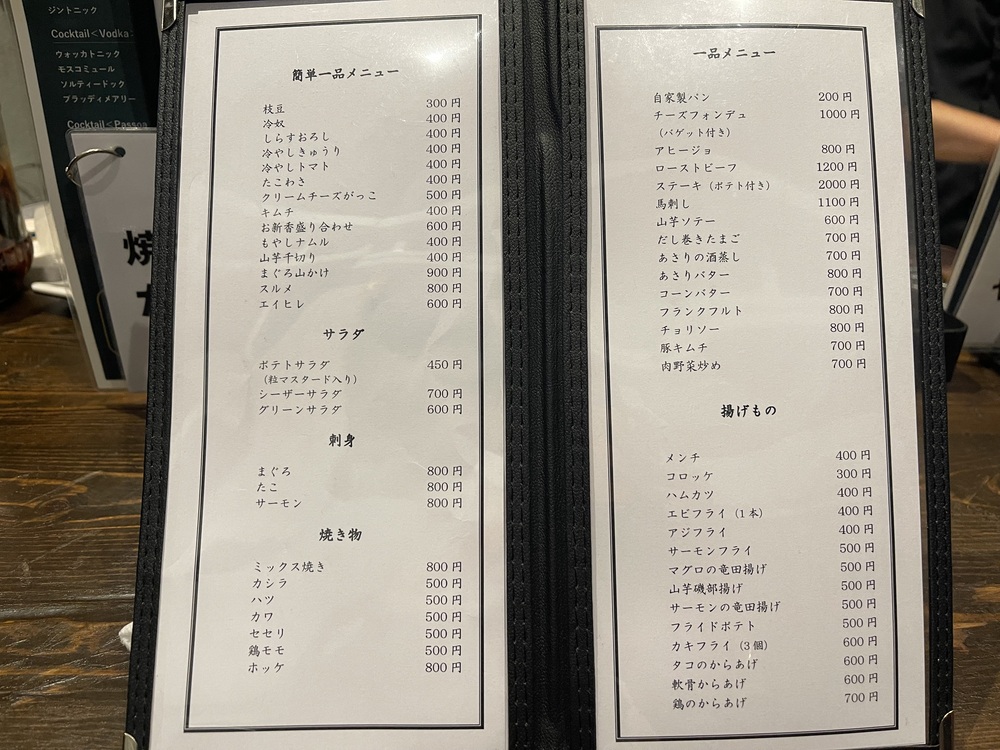 ジントニック
Cocktail<Vodka>
ウォッカトニック
モスコミュール
ソルティードック
ブラッディメアリー
Cocktail<Passoa
焼
簡単一品メニュー
枝豆 300円
冷奴 400円
しらすおろし 400円
冷やしきゅうり 400円
冷やしトマト 400円
たこわさ 400円
クリームチーズがっこ 500円
キムチ 400円
お新香盛り合わせ 600円
もやしナムル 400円
山芋千切り 400円
まぐろ山かけ 900円
スルメ 800円
エイヒレ 600円
サラダ
ポテトサラダ 450円
（粒マスタード入り）
シーザーサラダ 700円
グリーンサラダ 600円
刺身
まぐろ 800円
たこ 800円
サーモン 800円
焼き物
ミックス焼き 800円
カシラ 500円
ハツ 500円
カワ 500円
セセリ 500円
鶏モモ 500円
ホッケ 800円
一品メニュー
自家製パン 200円
チーズフォンデュ 1000円
（バゲット付き）
アヒージョ 800円
ローストビーフ 1200円
ステーキ（ポテト付き） 2000円
馬刺し 1100円
山芋ソテー 600円
だし巻きたまご 700円
あさりの酒蒸し 700円
あさりバター 800円
コーンバター 700円
フランクフルト 800円
チョリソー 800円
豚キムチ 700円
肉野菜炒め 700円
揚げもの
メンチ 400円
コロッケ 300円
ハムカツ 400円
エビフライ（1本） 400円
アジフライ 400円
サーモンフライ 500円
マグロの竜田揚げ 500円
山芋磯部揚げ 500円
サーモンの竜田揚げ 500円
フライドポテト 500円
カキフライ（3個） 600円
タコのからあげ 600円
軟骨からあげ 600円
鶏のからあげ 700円